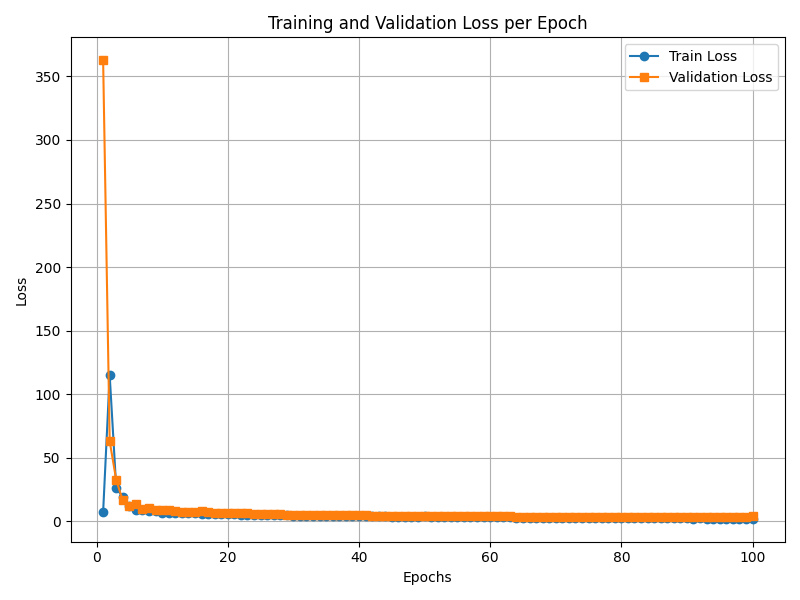 Training and Validation Loss per Epoch
Train Loss
Validation Loss
350
300
250
200
150
100
50
0
Loss
0 20 40 60 80 100
Epochs